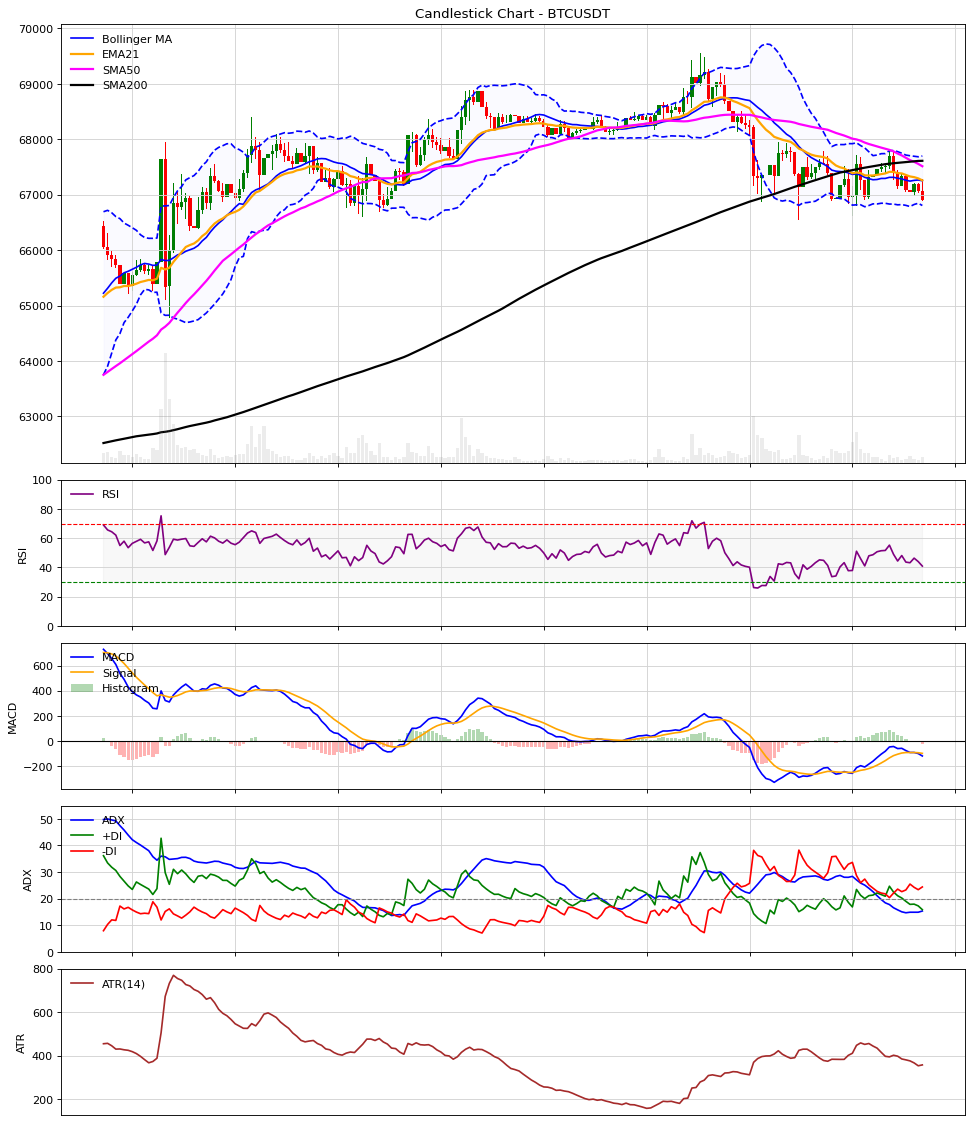 Candlestick Chart - BTCUSDT
70000
69000
68000
67000
66000
65000
64000
63000
Bollinger MA
EMA21
SMA50
SMA200
100
80
60
40
20
0
RSI
RSI
600
400
200
0
−200
MACD
MACD
Signal
Histogram
50
40
30
20
10
0
ADX
ADX
+DI
-DI
800
600
400
200
ATR
ATR(14)